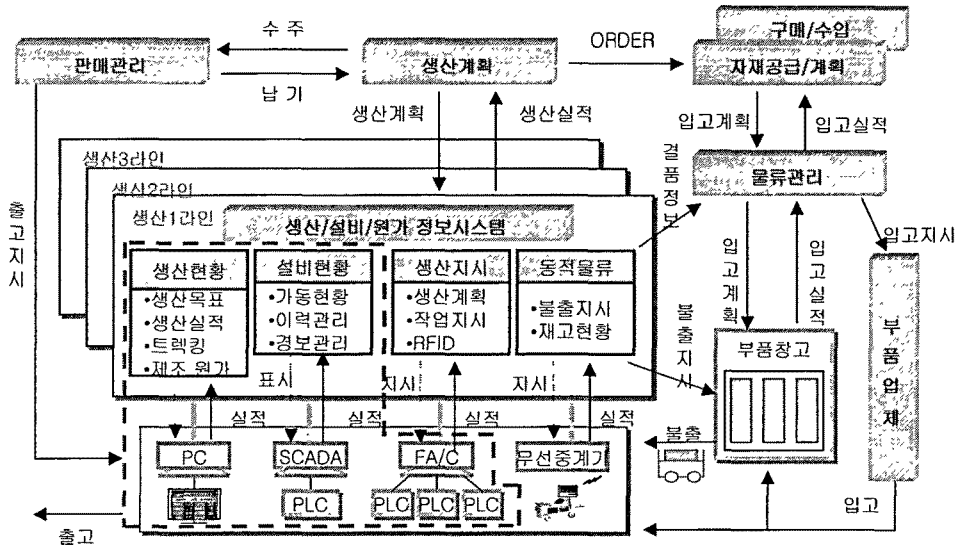 구매/수입
수 주
ORDER
판매관리
생산계획
자재공급/계획
납 기
생산계획
생산실적
입고계획
입고실적
결품정보
물류관리
생산3라인
생산2라인
생산1라인
생산/설비/원가 정보시스템
출고지시
입고지시
생산현황
•생산목표
•생산실적
•트렉킹
•제조 원가
설비현황
•가동현황
•이력관리
•경보관리
생산지시
•생산계획
•작업지시
•RFID
동적물류
•불출지시
•재고현황
입고계획
입고실적
불출지시
부품창고
부품업체
표시
지시
지시
실적
실적
실적
실적
불출
PC
SCADA
FA/C
무선중계기
PLC
PLC
PLC
PLC
입고
출고